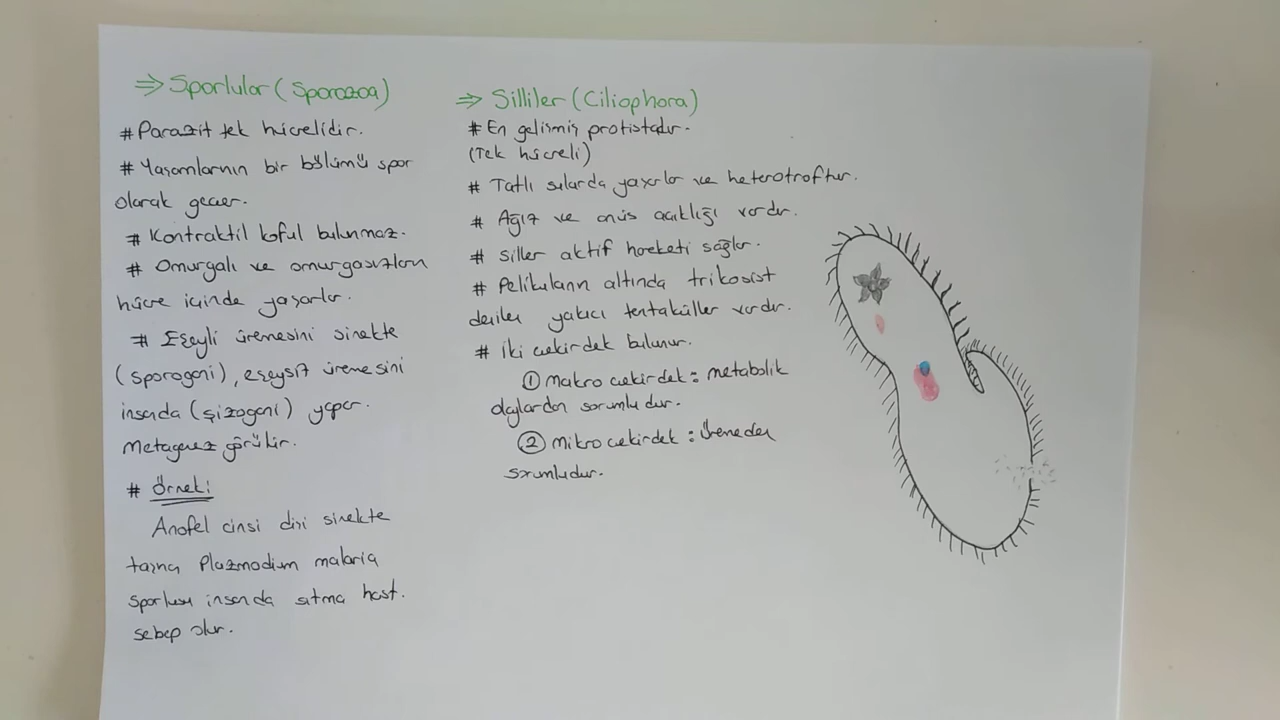 ⇒ Sporlular (Sporozoa)
# Parazit tek hücrelidir.
# Yaşamlarının bir bölümü spor
olarak geçer.
# Kontraktil koful bulunmaz.
# Omurgalı ve omurgasızların
hücre içinde yaşarlar.
# Eşeyli üremesini sinekte
(sporogoni), eşeysiz üremesini
insanda (şizogoni) yapar.
Metagenez görülür.
# Örnek:
Anofel cinsi dişi sinekte
taşınan Plazmodium malaria
sporlusu insanda sıtma hast.
sebep olur.
⇒ Silliler (Ciliophora)
# En gelişmiş protistadır.
(Tek hücreli)
# Tatlı sularda yaşarlar ve heterotroftur.
# Ağız ve anüs açıklığı vardır.
# Siller aktif hareketi sağlar.
# Pelikulanın altında trikosist
denilen yakıcı tentaküller vardır.
# İki çekirdek bulunur.
① Makro çekirdek: metabolik
olaylardan sorumludur.
② Mikro çekirdek: Üremeden
sorumludur.